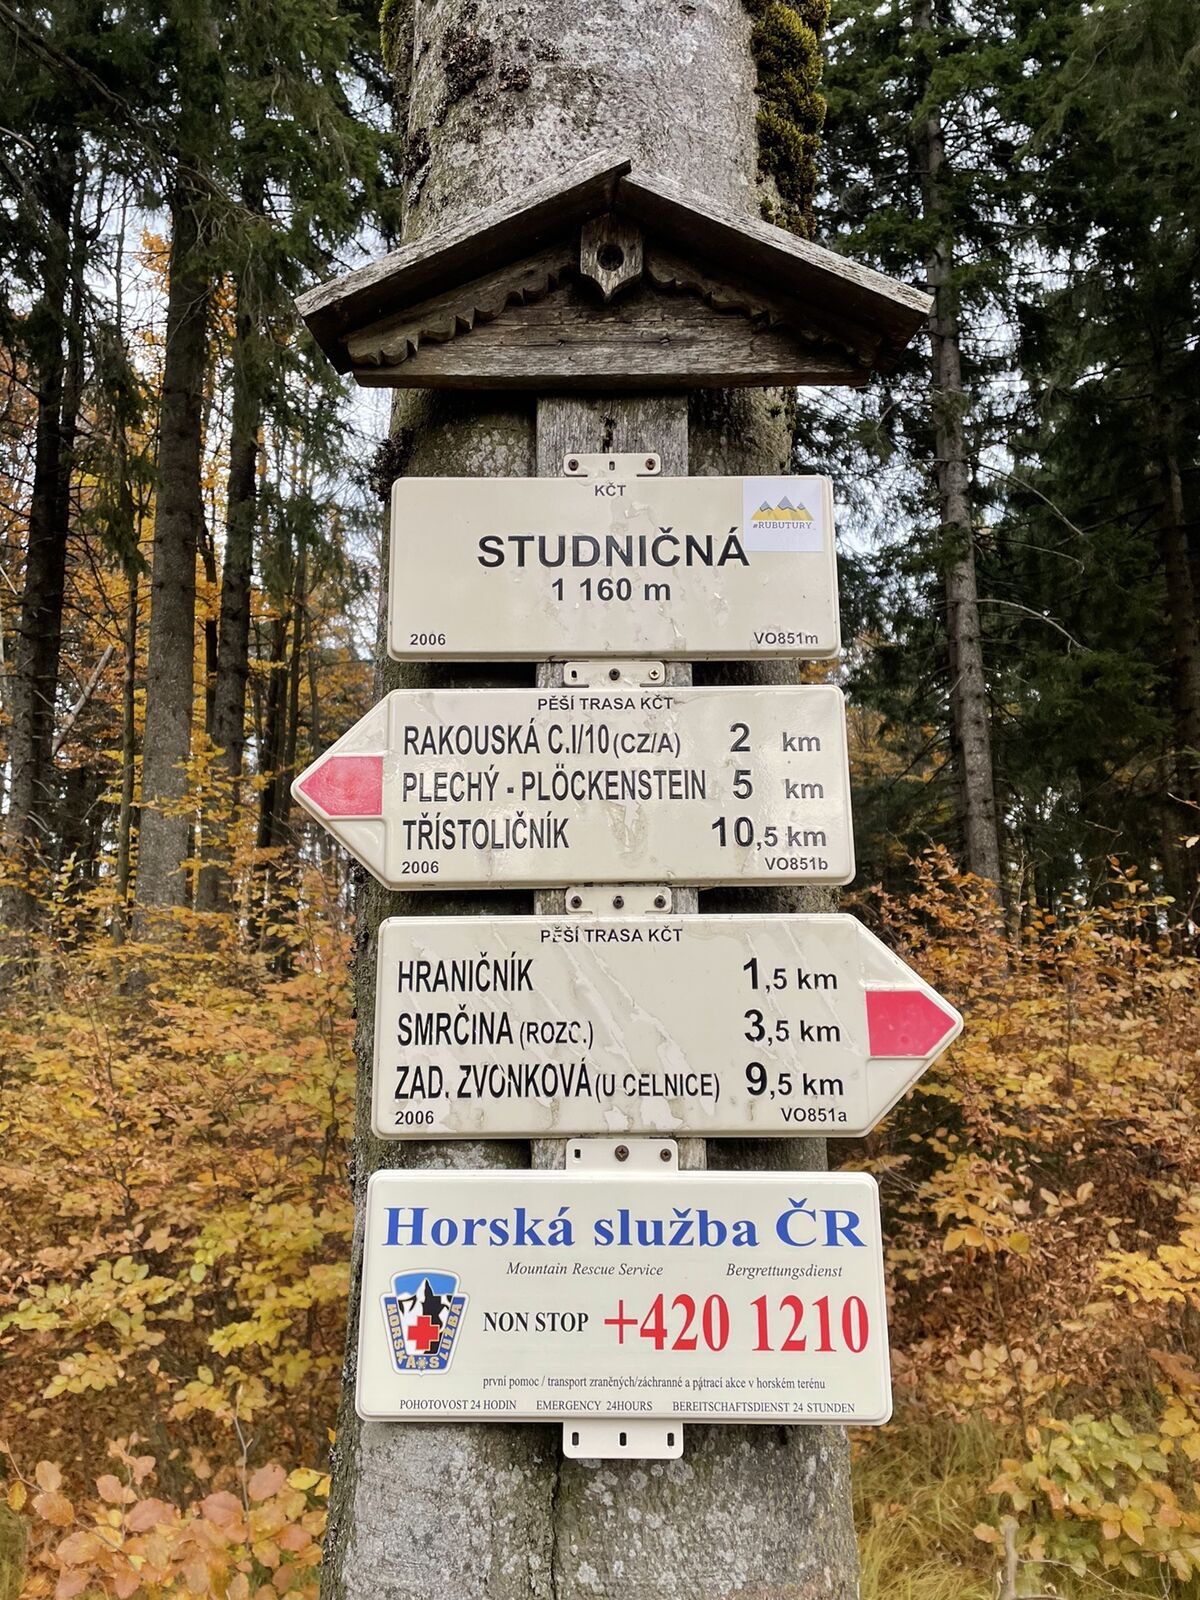 KČT
#RUBUTURY
STUDNIČNÁ
1 160 m
2006 VO851m
PĚŠÍ TRASA KČT
RAKOUSKÁ C.I/10 (CZ/A) 2 km
PLECHÝ - PLÖCKENSTEIN 5 km
TŘÍSTOLIČNÍK 10,5 km
2006 VO851b
PĚŠÍ TRASA KČT
HRANIČNÍK 1,5 km
SMRČINA (ROZC.) 3,5 km
ZAD. ZVONKOVÁ (U CELNICE) 9,5 km
2006 VO851a
Horská služba ČR
Mountain Rescue Service Bergrettungsdienst
HORSKÁ SLUŽBA
NON STOP +420 1210
první pomoc / transport zraněných/záchranné a pátrací akce v horském terénu
POHOTOVOST 24 HODIN EMERGENCY 24HOURS BEREITSCHAFTSDIENST 24 STUNDEN